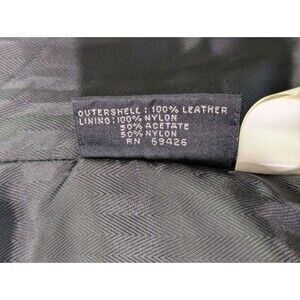 OUTERSHELL: 100% LEATHER
LINING: 100% NYLON
50% ACETATE
50% NYLON
RN 69426